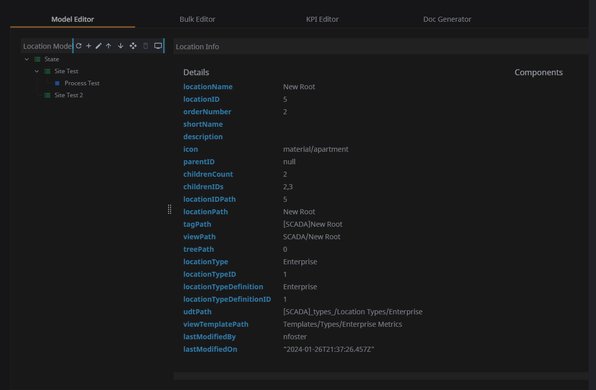 Model Editor
Bulk Editor
KPI Editor
Doc Generator
Location Mode
Location Info
State
Site Test
Process Test
Site Test 2
Details
Components
locationName New Root
locationID 5
orderNumber 2
shortName
description
icon material/apartment
parentID null
childrenCount 2
childrenIDs 2,3
locationIDPath 5
locationPath New Root
tagPath [SCADA]New Root
viewPath SCADA/New Root
treePath 0
locationType Enterprise
locationTypeID 1
locationTypeDefinition Enterprise
locationTypeDefinitionID 1
udtPath [SCADA]_types_/Location Types/Enterprise
viewTemplatePath Templates/Types/Enterprise Metrics
lastModifiedBy nfoster
lastModifiedOn "2024-01-26T21:37:26.457Z"